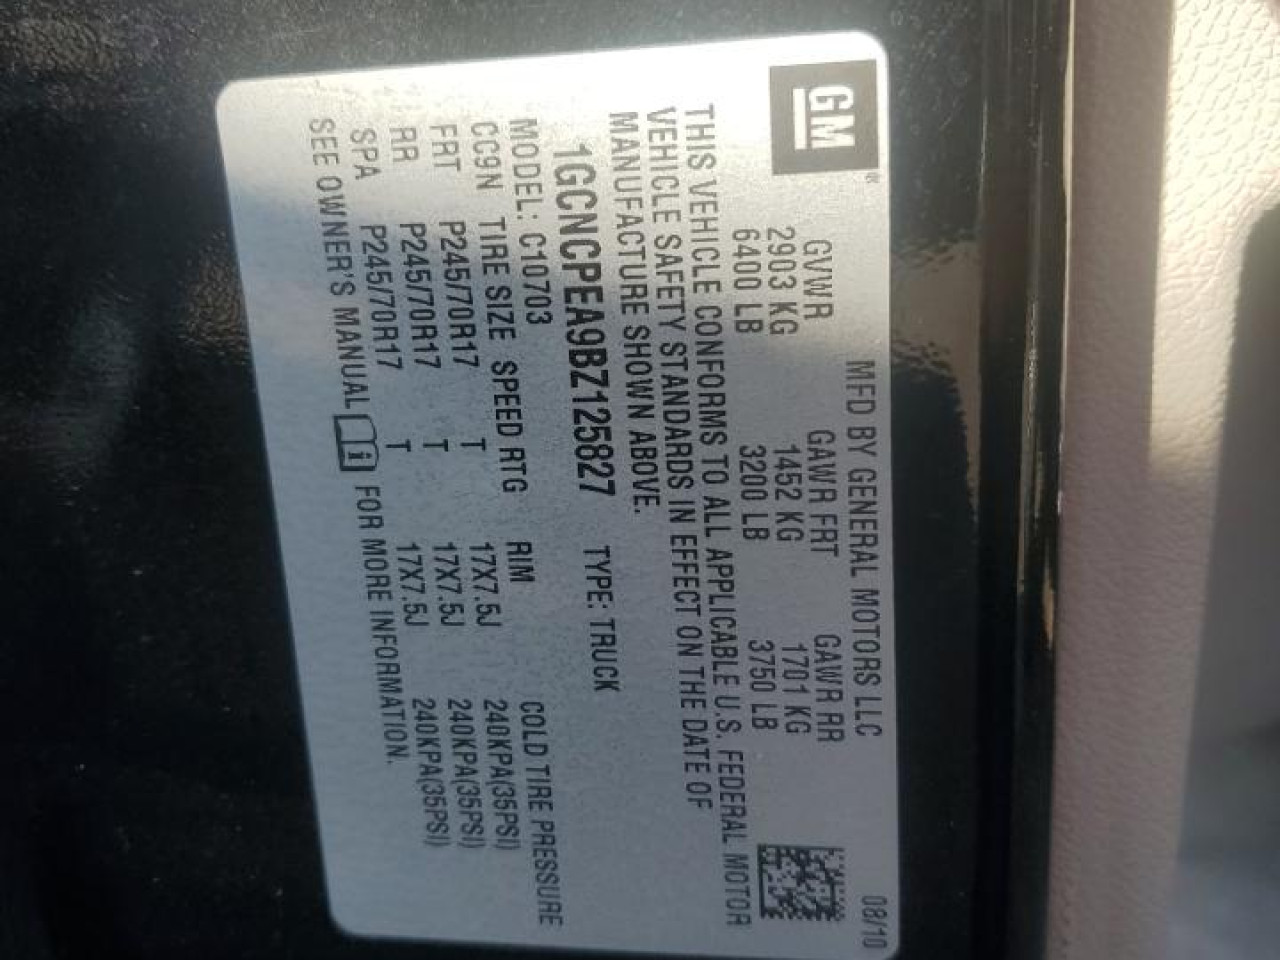 MFD BY GENERAL MOTORS LLC 08/10
GM
GVWR GAWR FRT GAWR RR
2903 KG 1452 KG 1701 KG
6400 LB 3200 LB 3750 LB
THIS VEHICLE CONFORMS TO ALL APPLICABLE U.S. FEDERAL MOTOR
VEHICLE SAFETY STANDARDS IN EFFECT ON THE DATE OF
MANUFACTURE SHOWN ABOVE.
1GCNCPEA9BZ125827 TYPE: TRUCK
MODEL: C10703
CC9N TIRE SIZE SPEED RTG RIM COLD TIRE PRESSURE
FRT P245/70R17 T 17X7.5J 240KPA(35PSI)
RR P245/70R17 T 17X7.5J 240KPA(35PSI)
SPA P245/70R17 T 17X7.5J 240KPA(35PSI)
SEE OWNER'S MANUAL i FOR MORE INFORMATION.